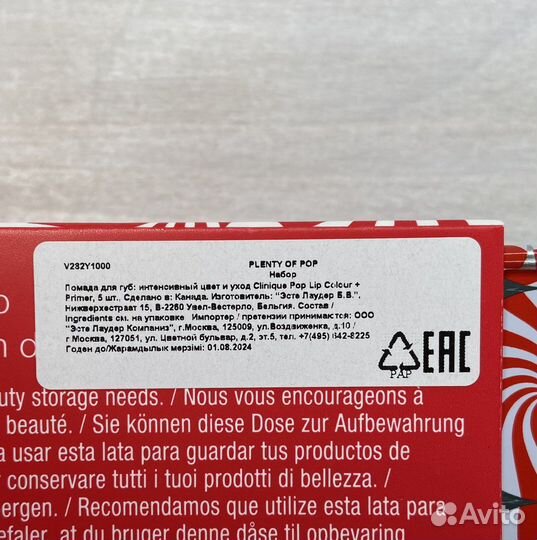 V232Y1000 PLENTY OF POP
Набор
Помада для губ: интенсивный цвет и уход Clinique Pop Lip Colour +
Primer, 5 шт.. Сделано в: Канада. Изготовитель: "Эсте Лаудер Б.В.",
Нижверхестраат 15, B-2260 Увел-Вестерло, Бельгия. Состав /
Ingredients см. на упаковке Импортер / претензии принимаются: ООО
"Эсте Лаудер Компаниз", г.Москва, 125009, ул.Воздвиженка, д.10 /
г Москва, 127051, ул. Цветной бульвар, д.2, эт.5, тел. +7(495) 642-8225
Годен до/Жарамдылык мерзімі: 01.08.2024
PAP
EAC
uty storage needs. / Nous vous encourageons à
beauté. / Sie können diese Dose zur Aufbewahrung
a usar esta lata para guardar tus productos de
r conservare tutti i tuoi prodotti di bellezza. /
ergen. / Recomendamos que utilize esta lata para
efaler, at du bruger denne dåse til opbevaring
Avito